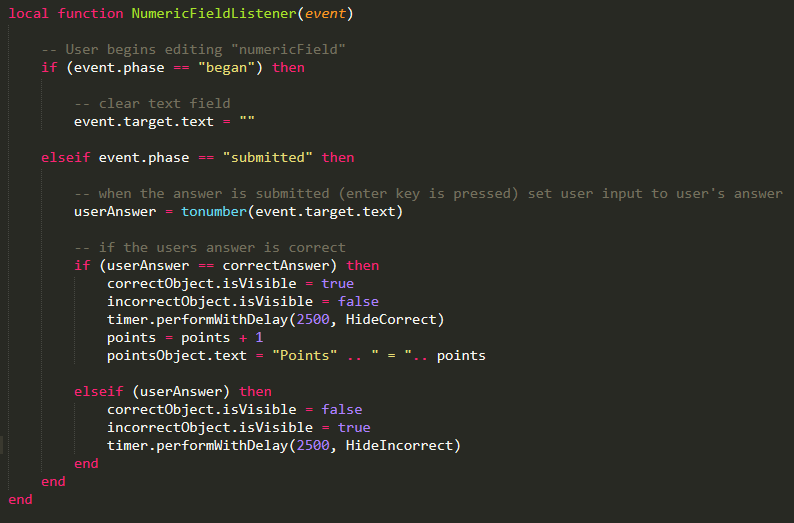 local function NumericFieldListener(event)
-- User begins editing "numericField"
if (event.phase == "began") then
-- clear text field
event.target.text = ""
elseif event.phase == "submitted" then
-- when the answer is submitted (enter key is pressed) set user input to user's answer
userAnswer = tonumber(event.target.text)
-- if the users answer is correct
if (userAnswer == correctAnswer) then
correctObject.isVisible = true
incorrectObject.isVisible = false
timer.performWithDelay(2500, HideCorrect)
points = points + 1
pointsObject.text = "Points" .. " = ".. points
elseif (userAnswer) then
correctObject.isVisible = false
incorrectObject.isVisible = true
timer.performWithDelay(2500, HideIncorrect)
end
end
end